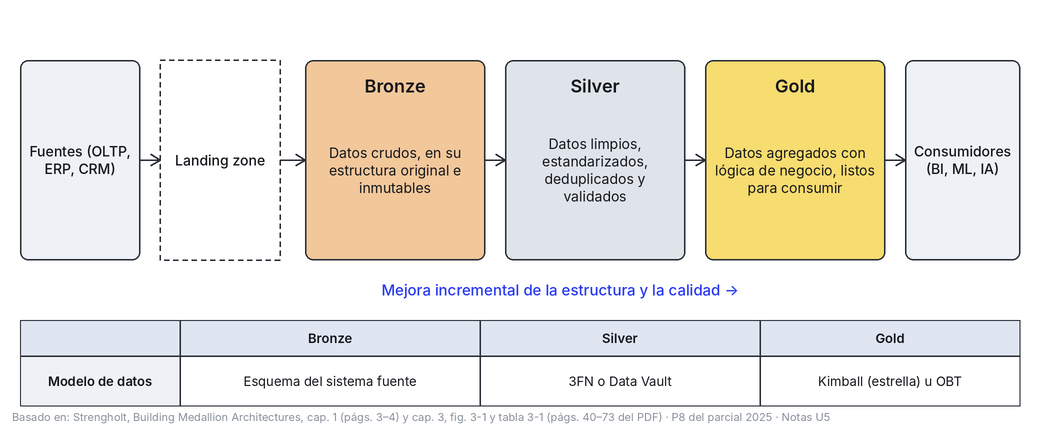 Fuentes (OLTP,
ERP, CRM)
Landing zone
Bronze
Datos crudos, en su
estructura original e
inmutables
Silver
Datos limpios,
estandarizados,
deduplicados y
validados
Gold
Datos agregados con
lógica de negocio, listos
para consumir
Consumidores
(BI, ML, IA)
Mejora incremental de la estructura y la calidad →
Bronze Silver Gold
Modelo de datos Esquema del sistema fuente 3FN o Data Vault Kimball (estrella) u OBT
Basado en: Strengholt, Building Medallion Architectures, cap. 1 (págs. 3–4) y cap. 3, fig. 3-1 y tabla 3-1 (págs. 40–73 del PDF) · P8 del parcial 2025 · Notas U5